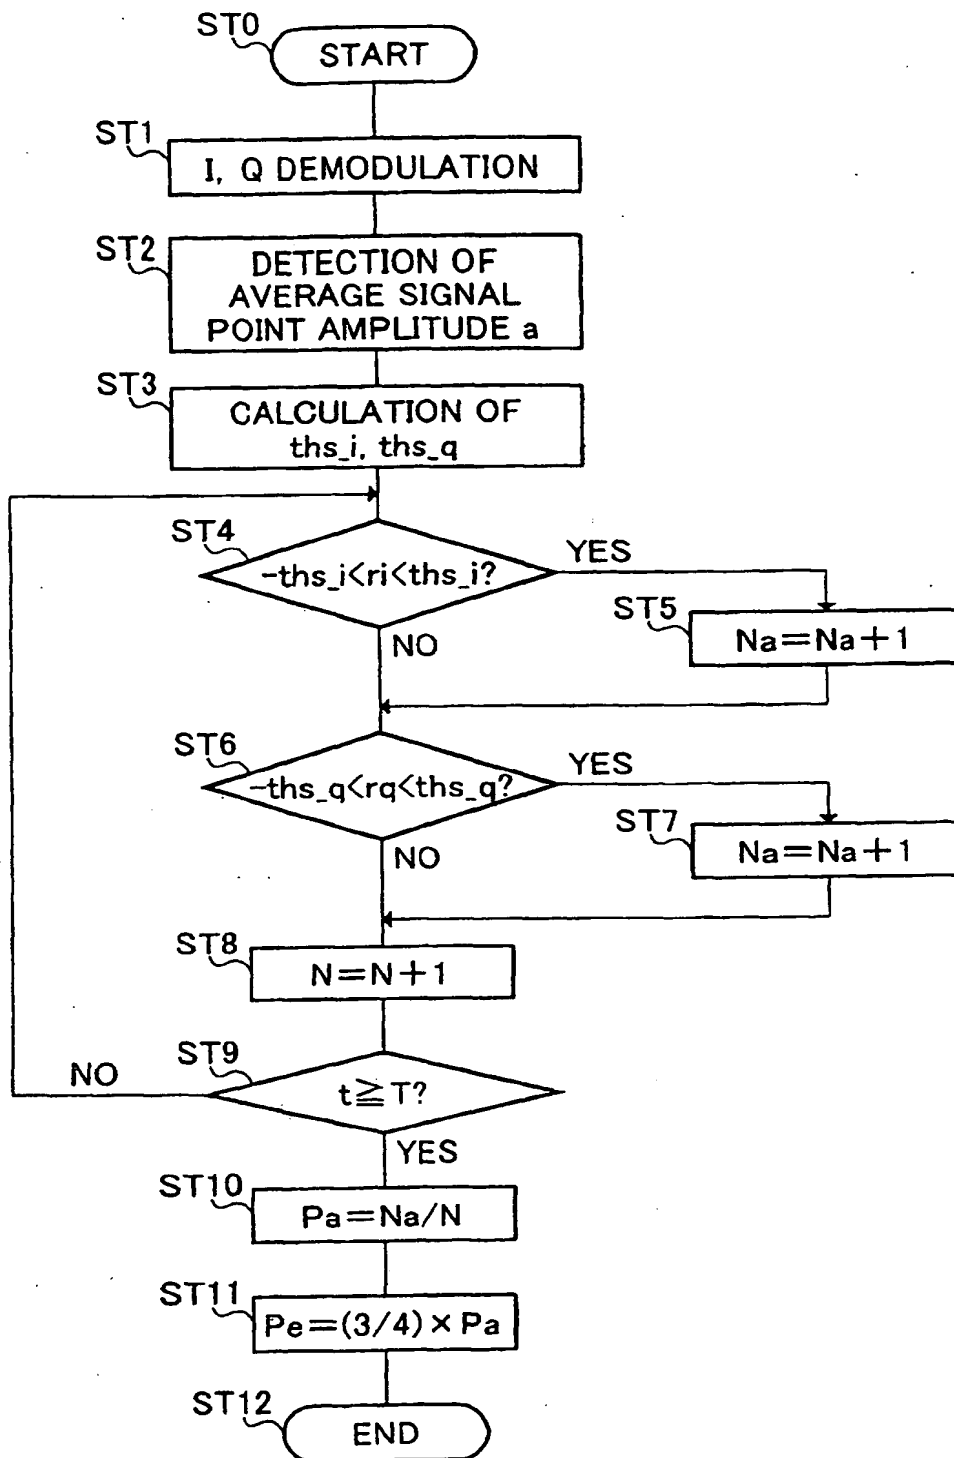 ST0
START
ST1
I, Q DEMODULATION
ST2
DETECTION OF
AVERAGE SIGNAL
POINT AMPLITUDE a
ST3
CALCULATION OF
ths_i, ths_q
ST4
-ths_i<ri<ths_i?
YES
NO
ST5
Na=Na+1
ST6
-ths_q<rq<ths_q?
YES
NO
ST7
Na=Na+1
ST8
N=N+1
ST9
t≧T?
NO
YES
ST10
Pa=Na/N
ST11
Pe=(3/4)×Pa
ST12
END